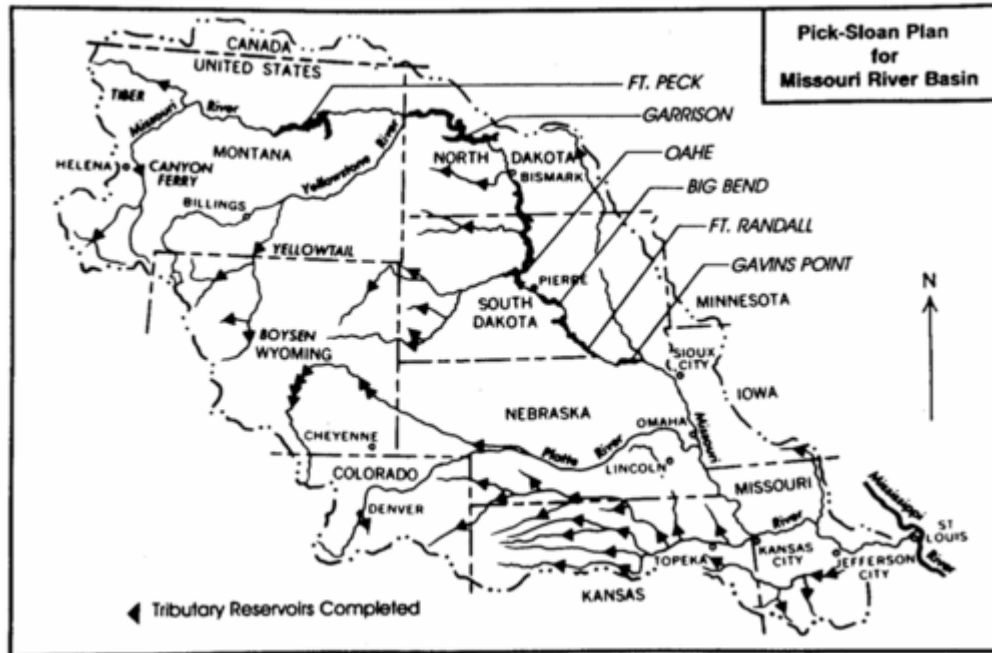 Pick-Sloan Plan
for
Missouri River Basin
CANADA
UNITED STATES
TIBER
FT. PECK
Missouri
River
GARRISON
MONTANA
River
NORTH
DAKOTA
OAHE
HELENA
CANYON
FERRY
Yellowstone
BISMARK
BIG BEND
BILLINGS
FT. RANDALL
YELLOWTAIL
PIERRE
GAVINS POINT
SOUTH
DAKOTA
MINNESOTA
N
BOYSEN
WYOMING
SIOUX
CITY
IOWA
NEBRASKA
OMAHA
Missouri
CHEYENNE
Platte
River
LINCOLN
COLORADO
MISSOURI
Mississippi
DENVER
River
ST
LOUIS
River
TOPEKA
KANSAS
CITY
JEFFERSON
CITY
KANSAS
Tributary Reservoirs Completed